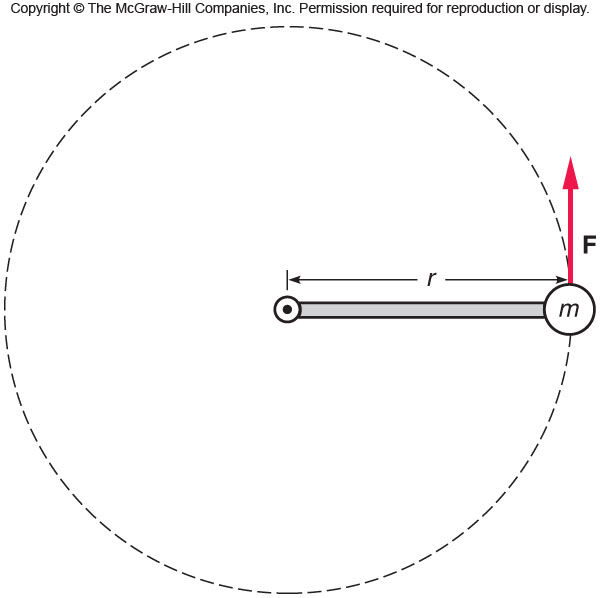 Copyright © The McGraw-Hill Companies, Inc. Permission required for reproduction or display.
F
r
m